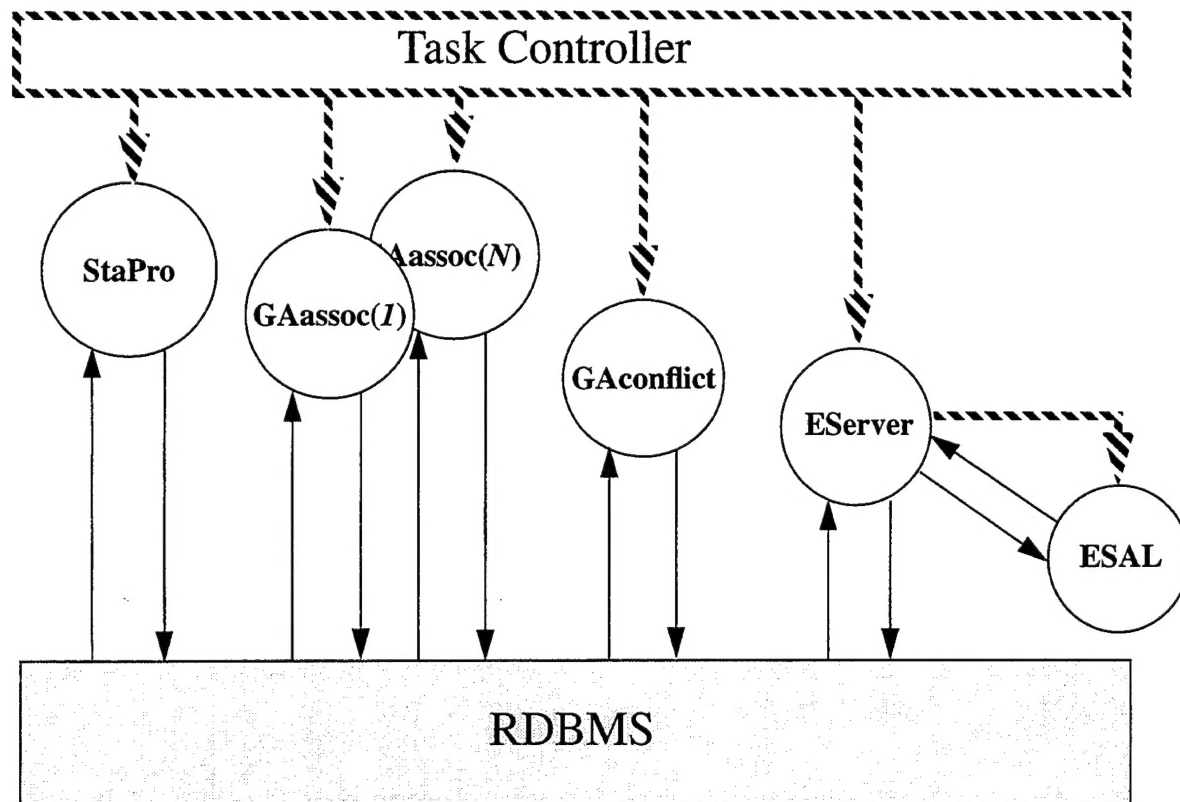 Task Controller
StaPro
GAassoc(1)
Aassoc(N)
GAconflict
EServer
ESAL
RDBMS